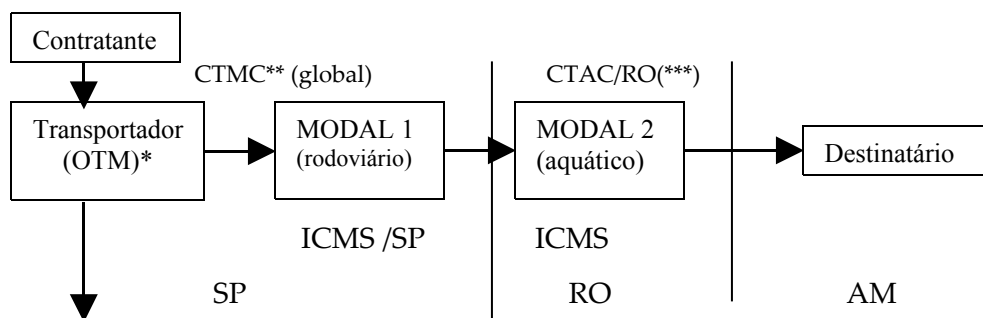 Contratante
CTMC** (global)
CTAC/RO(***)
Transportador
(OTM)*
MODAL 1
(rodoviário)
MODAL 2
(aquático)
Destinatário
ICMS /SP
ICMS
SP
RO
AM